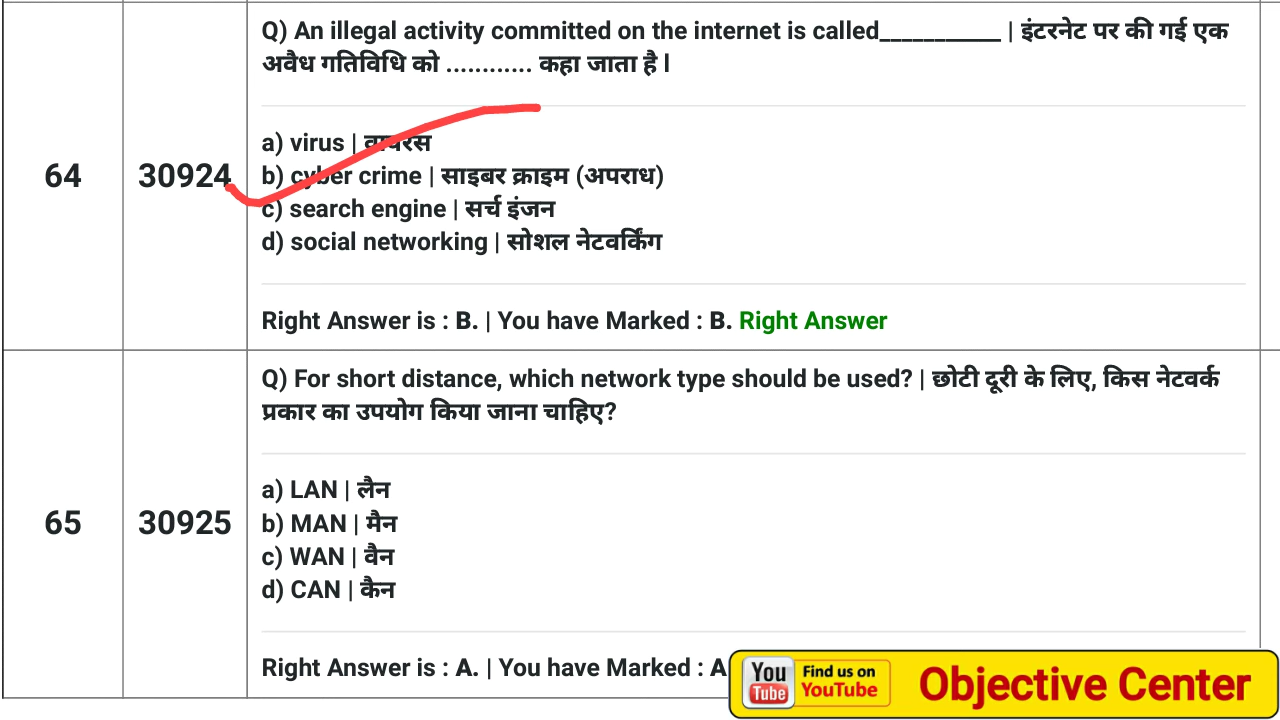 Q) An illegal activity committed on the internet is called___________ | इंटरनेट पर की गई एक
अवैध गतिविधि को ............ कहा जाता है I
64
30924
a) virus | वायरस
b) cyber crime | साइबर क्राइम (अपराध)
c) search engine | सर्च इंजन
d) social networking | सोशल नेटवर्किंग
Right Answer is : B. | You have Marked : B. Right Answer
Q) For short distance, which network type should be used? | छोटी दूरी के लिए, किस नेटवर्क
प्रकार का उपयोग किया जाना चाहिए?
65
30925
a) LAN | लैन
b) MAN | मैन
c) WAN | वैन
d) CAN | कैन
Right Answer is : A. | You have Marked : A
You
Tube
Find us on
YouTube
Objective Center